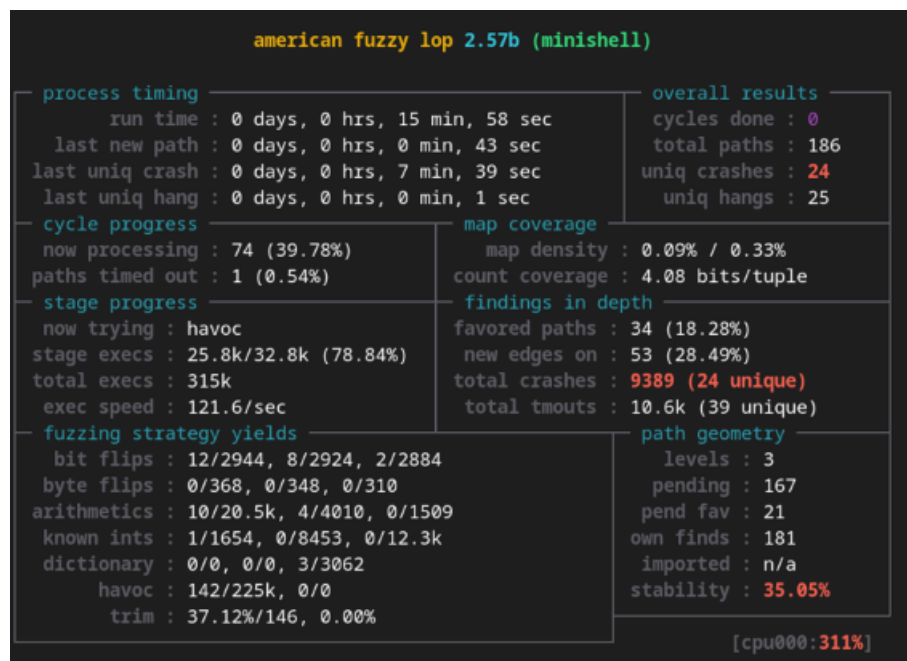 american fuzzy lop 2.57b (minishell)
process timing
overall results
run time : 0 days, 0 hrs, 15 min, 58 sec
cycles done : 0
last new path : 0 days, 0 hrs, 0 min, 43 sec
total paths : 186
last uniq crash : 0 days, 0 hrs, 7 min, 39 sec
uniq crashes : 24
last uniq hang : 0 days, 0 hrs, 0 min, 1 sec
uniq hangs : 25
cycle progress
map coverage
now processing : 74 (39.78%)
map density : 0.09% / 0.33%
paths timed out : 1 (0.54%)
count coverage : 4.08 bits/tuple
stage progress
findings in depth
now trying : havoc
favored paths : 34 (18.28%)
stage execs : 25.8k/32.8k (78.84%)
new edges on : 53 (28.49%)
total execs : 315k
total crashes : 9389 (24 unique)
exec speed : 121.6/sec
total tmouts : 10.6k (39 unique)
fuzzing strategy yields
path geometry
bit flips : 12/2944, 8/2924, 2/2884
levels : 3
byte flips : 0/368, 0/348, 0/310
pending : 167
arithmetics : 10/20.5k, 4/4010, 0/1509
pend fav : 21
known ints : 1/1654, 0/8453, 0/12.3k
own finds : 181
dictionary : 0/0, 0/0, 3/3062
imported : n/a
havoc : 142/225k, 0/0
stability : 35.05%
trim : 37.12%/146, 0.00%
[cpu000:311%]